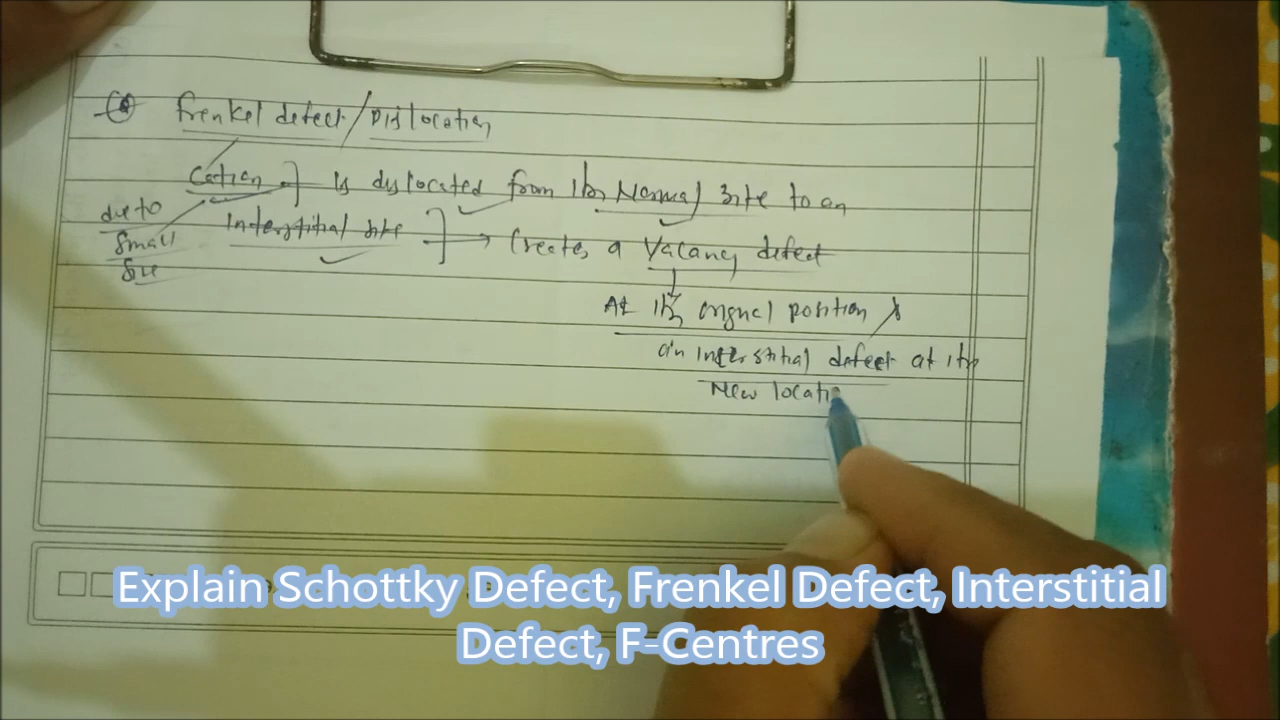 Frenkel defect/Dislocation
Cation } is dislocated from its Normal site to an
due to
small
size
Interstitial site } → Creates a Vacancy defect
At its original position &
an interstitial defect at its
New locati
Explain Schottky Defect, Frenkel Defect, Interstitial
Defect, F-Centres